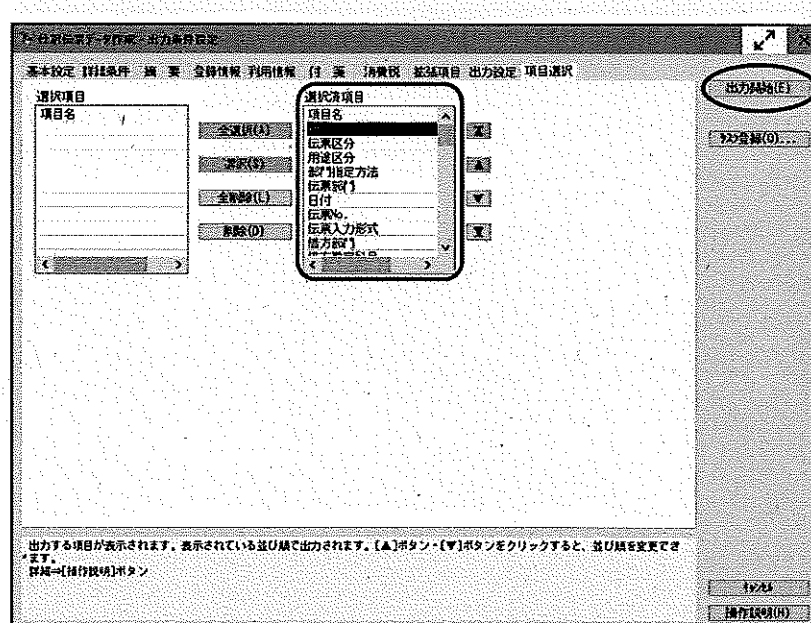 仕訳伝票データ作成 - 出力条件設定
基本設定 詳細条件 摘 要 登録情報 利用情報 付 箋 消費税 拡張項目 出力設定 項目選択
選択項目
項目名
全選択(A)
選択(S)
全削除(L)
削除(D)
選択済項目
項目名
伝票区分
用途区分
部門指定方法
伝票部門
日付
伝票No.
伝票入力形式
借方部門
出力開始(E)
タスク登録(O)...
出力する項目が表示されます。表示されている並び順で出力されます。[▲]ボタン・[▼]ボタンをクリックすると、並び順を変更でき
ます。
詳細⇒[操作説明]ボタン
キャンセル
操作説明(H)